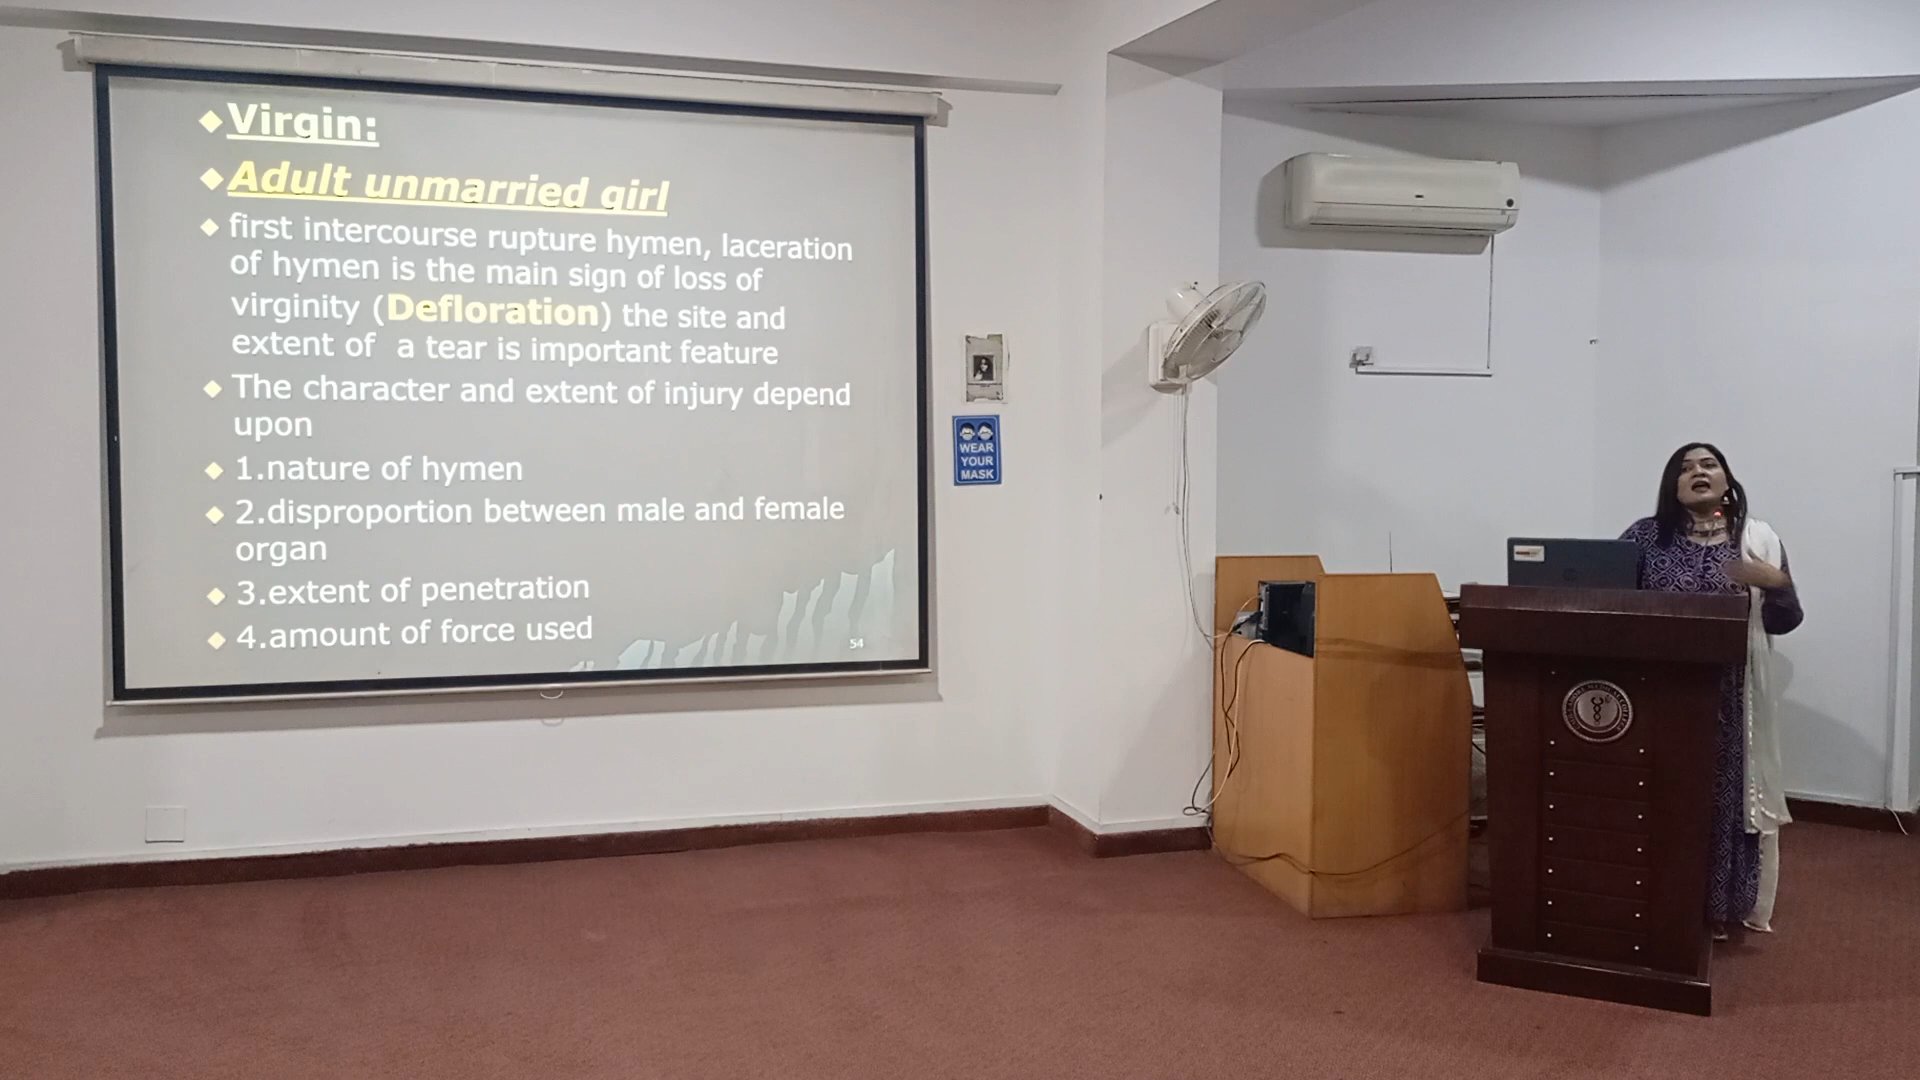 Virgin:
Adult unmarried girl
first intercourse rupture hymen, laceration
of hymen is the main sign of loss of
virginity (Defloration) the site and
extent of a tear is important feature
The character and extent of injury depend
upon
1.nature of hymen
2.disproportion between male and female
organ
3.extent of penetration
4.amount of force used
54
WEAR
YOUR
MASK